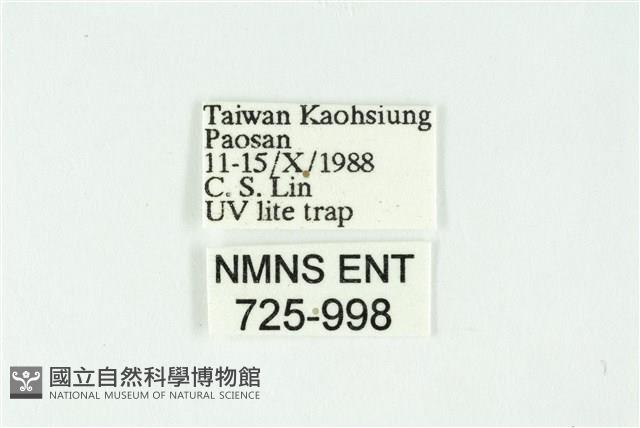 Taiwan Kaohsiung
Paosan
11-15/X/1988
C. S. Lin
UV lite trap
NMNS ENT
725-998
國立自然科學博物館
NATIONAL MUSEUM OF NATURAL SCIENCE